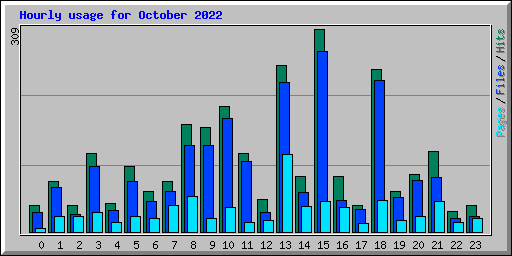 Hourly usage for October 2022
309
Pages/Files/Hits
0 1 2 3 4 5 6 7 8 9 10 11 12 13 14 15 16 17 18 19 20 21 22 23